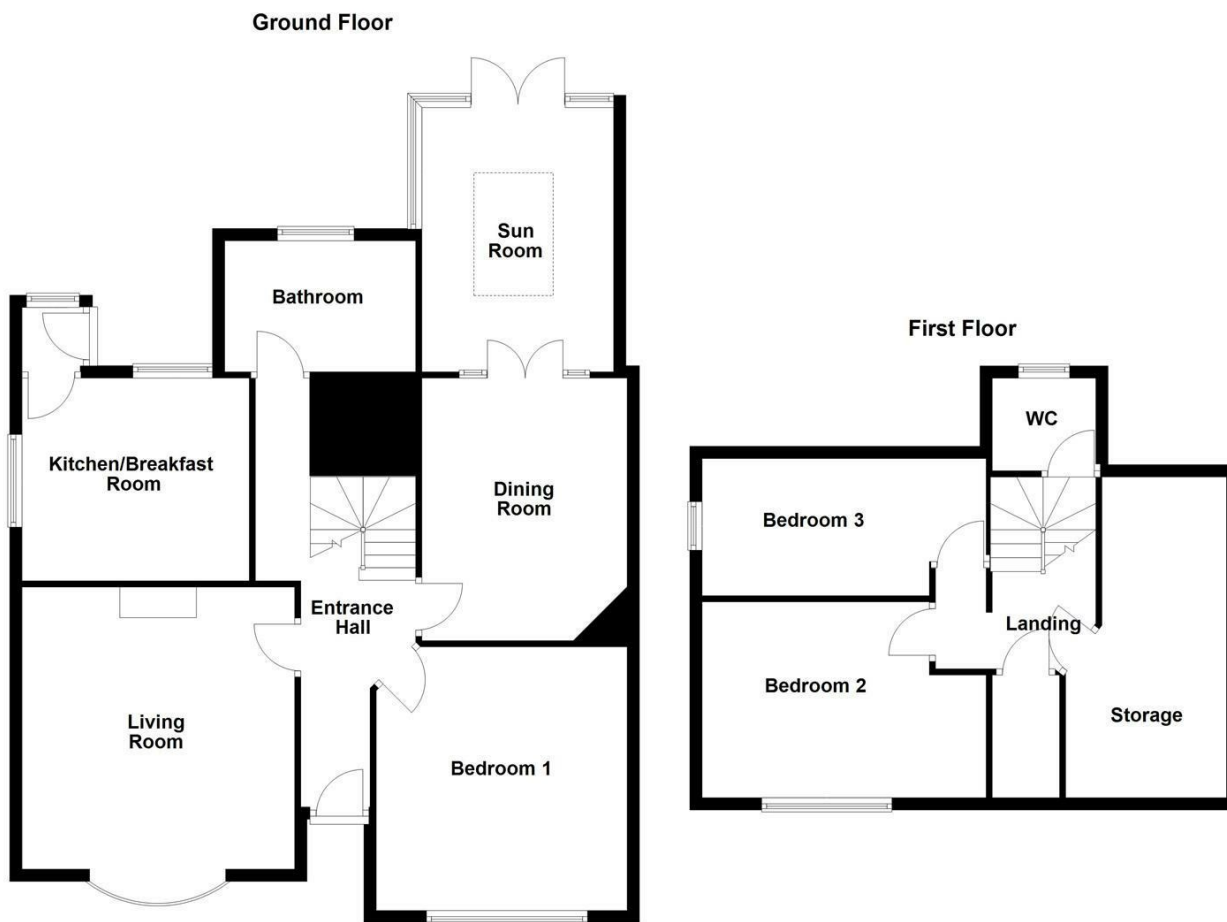 Ground Floor
Sun
Room
Bathroom
Kitchen/Breakfast
Room
Dining
Room
Entrance
Hall
Living
Room
Bedroom 1
First Floor
WC
Bedroom 3
Landing
Bedroom 2
Storage